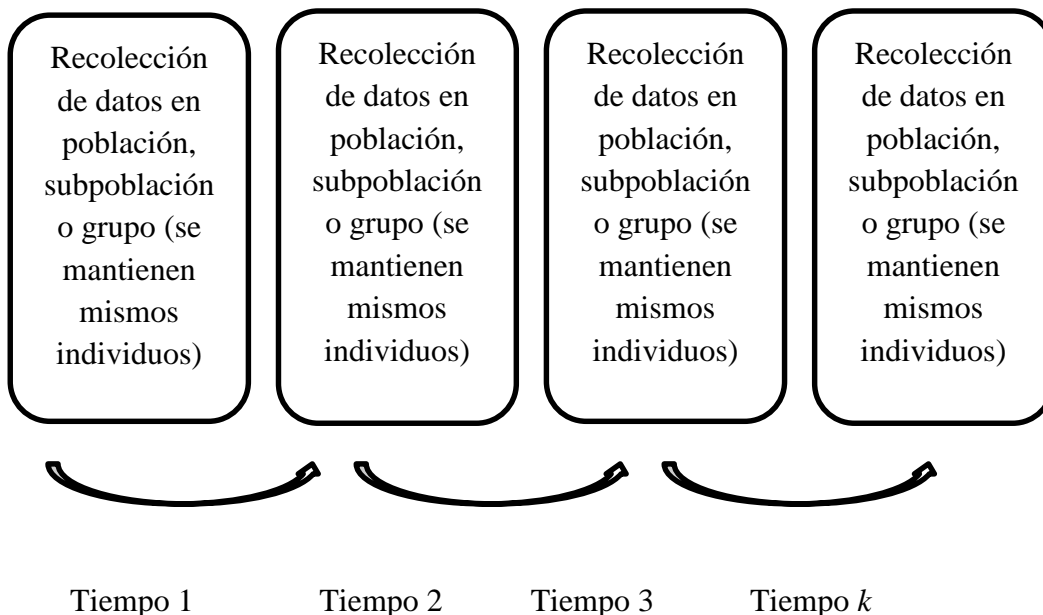 Recolección
de datos en
población,
subpoblación
o grupo (se
mantienen
mismos
individuos)
Recolección
de datos en
población,
subpoblación
o grupo (se
mantienen
mismos
individuos)
Recolección
de datos en
población,
subpoblación
o grupo (se
mantienen
mismos
individuos)
Recolección
de datos en
población,
subpoblación
o grupo (se
mantienen
mismos
individuos)
Tiempo 1
Tiempo 2
Tiempo 3
Tiempo k